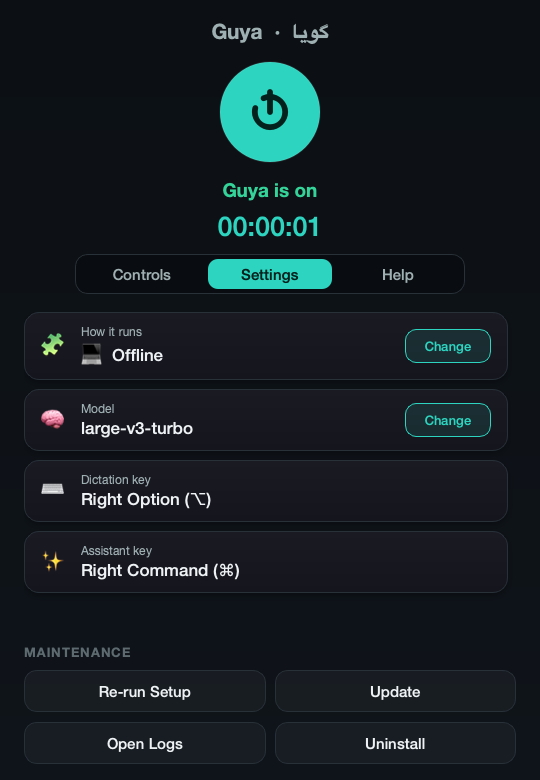 Guya · گویا
Guya is on
00:00:01
Controls Settings Help
How it runs
Offline
Change
Model
large-v3-turbo
Change
Dictation key
Right Option (⌥)
Assistant key
Right Command (⌘)
MAINTENANCE
Re-run Setup Update
Open Logs Uninstall